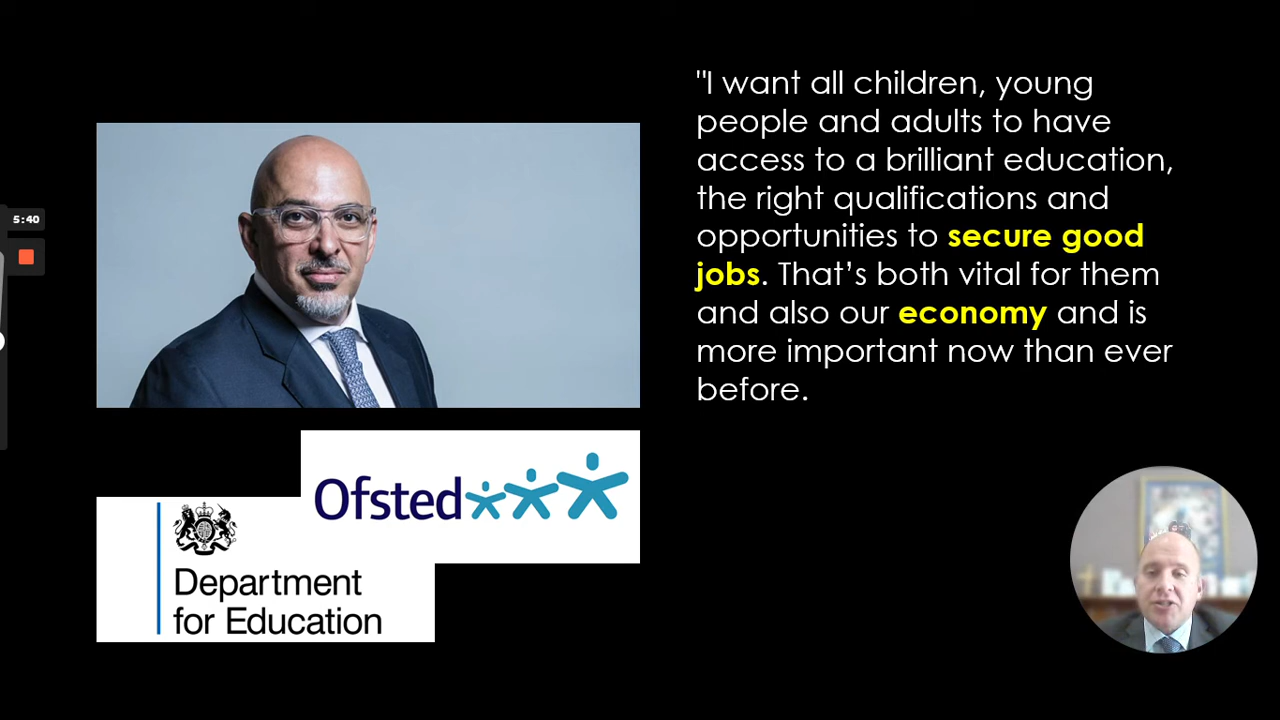 "I want all children, young
people and adults to have
access to a brilliant education,
the right qualifications and
opportunities to secure good
jobs. That’s both vital for them
and also our economy and is
more important now than ever
before.
5:40
Ofsted
Department
for Education